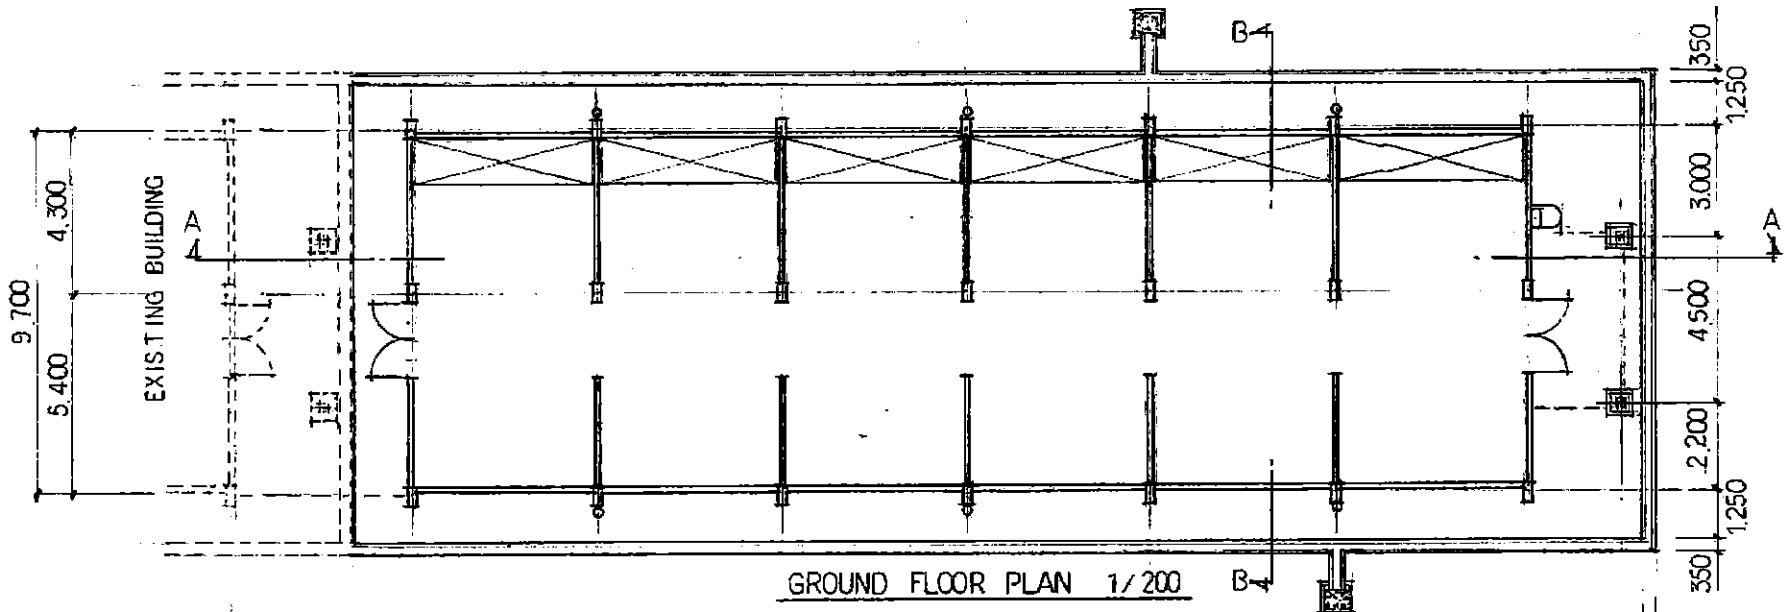 B
350
1,250
3,000
4,500
2,200
1,250
350
A
A
EXISTING BUILDING
4,300
5,400
9,700
B
GROUND FLOOR PLAN 1/200